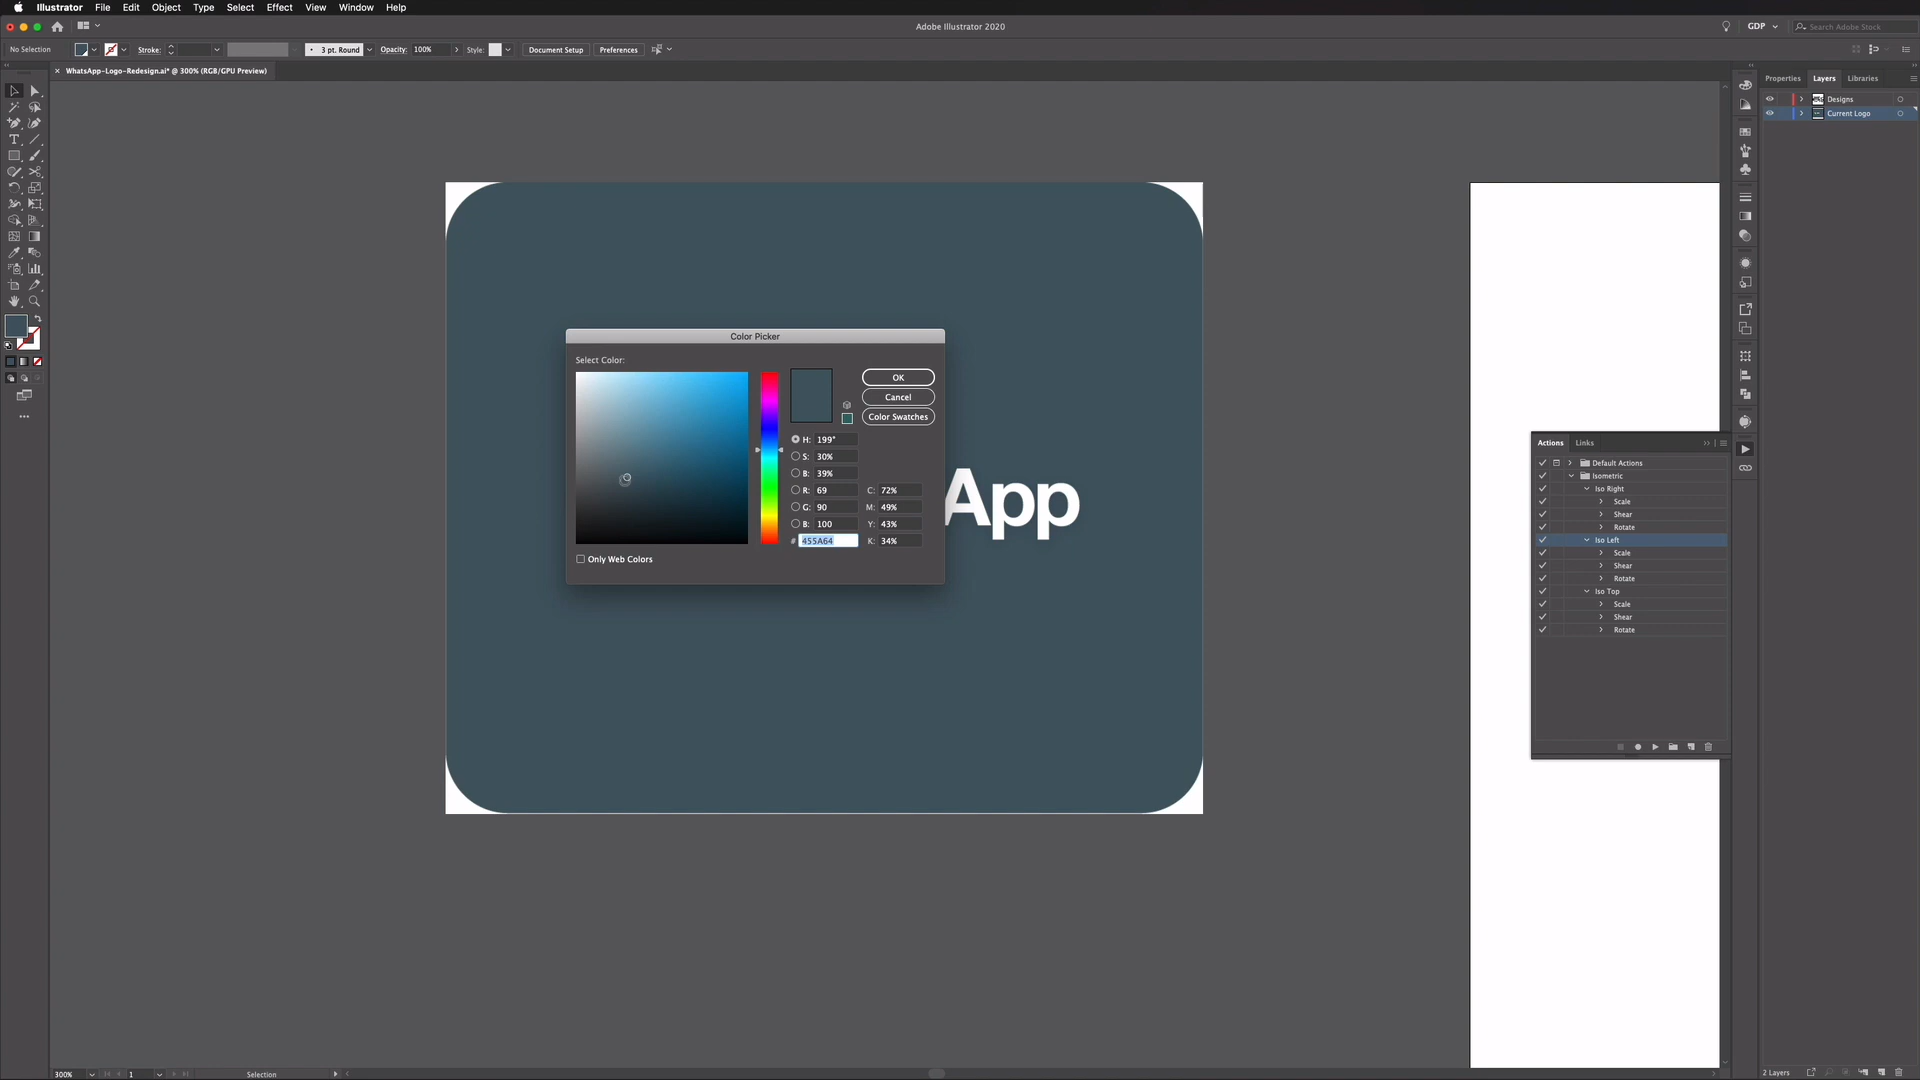 Illustrator File Edit Object Type Select Effect View Window Help
Adobe Illustrator 2020
GDP
Search Adobe Stock
No Selection
Stroke:
3 pt. Round
Opacity: 100%
Style:
Document Setup
Preferences
× WhatsApp-Logo-Redesign.ai* @ 300% (RGB/GPU Preview)
Properties Layers Libraries
Designs
Current Logo
App
Color Picker
Select Color:
OK
Cancel
Color Swatches
H: 199°
S: 30%
B: 39%
R: 69 C: 72%
G: 90 M: 49%
B: 100 Y: 43%
# 455A64 K: 34%
Only Web Colors
Actions Links
Default Actions
Isometric
Iso Right
Scale
Shear
Rotate
Iso Left
Scale
Shear
Rotate
Iso Top
Scale
Shear
Rotate
300% 1 Selection
2 Layers